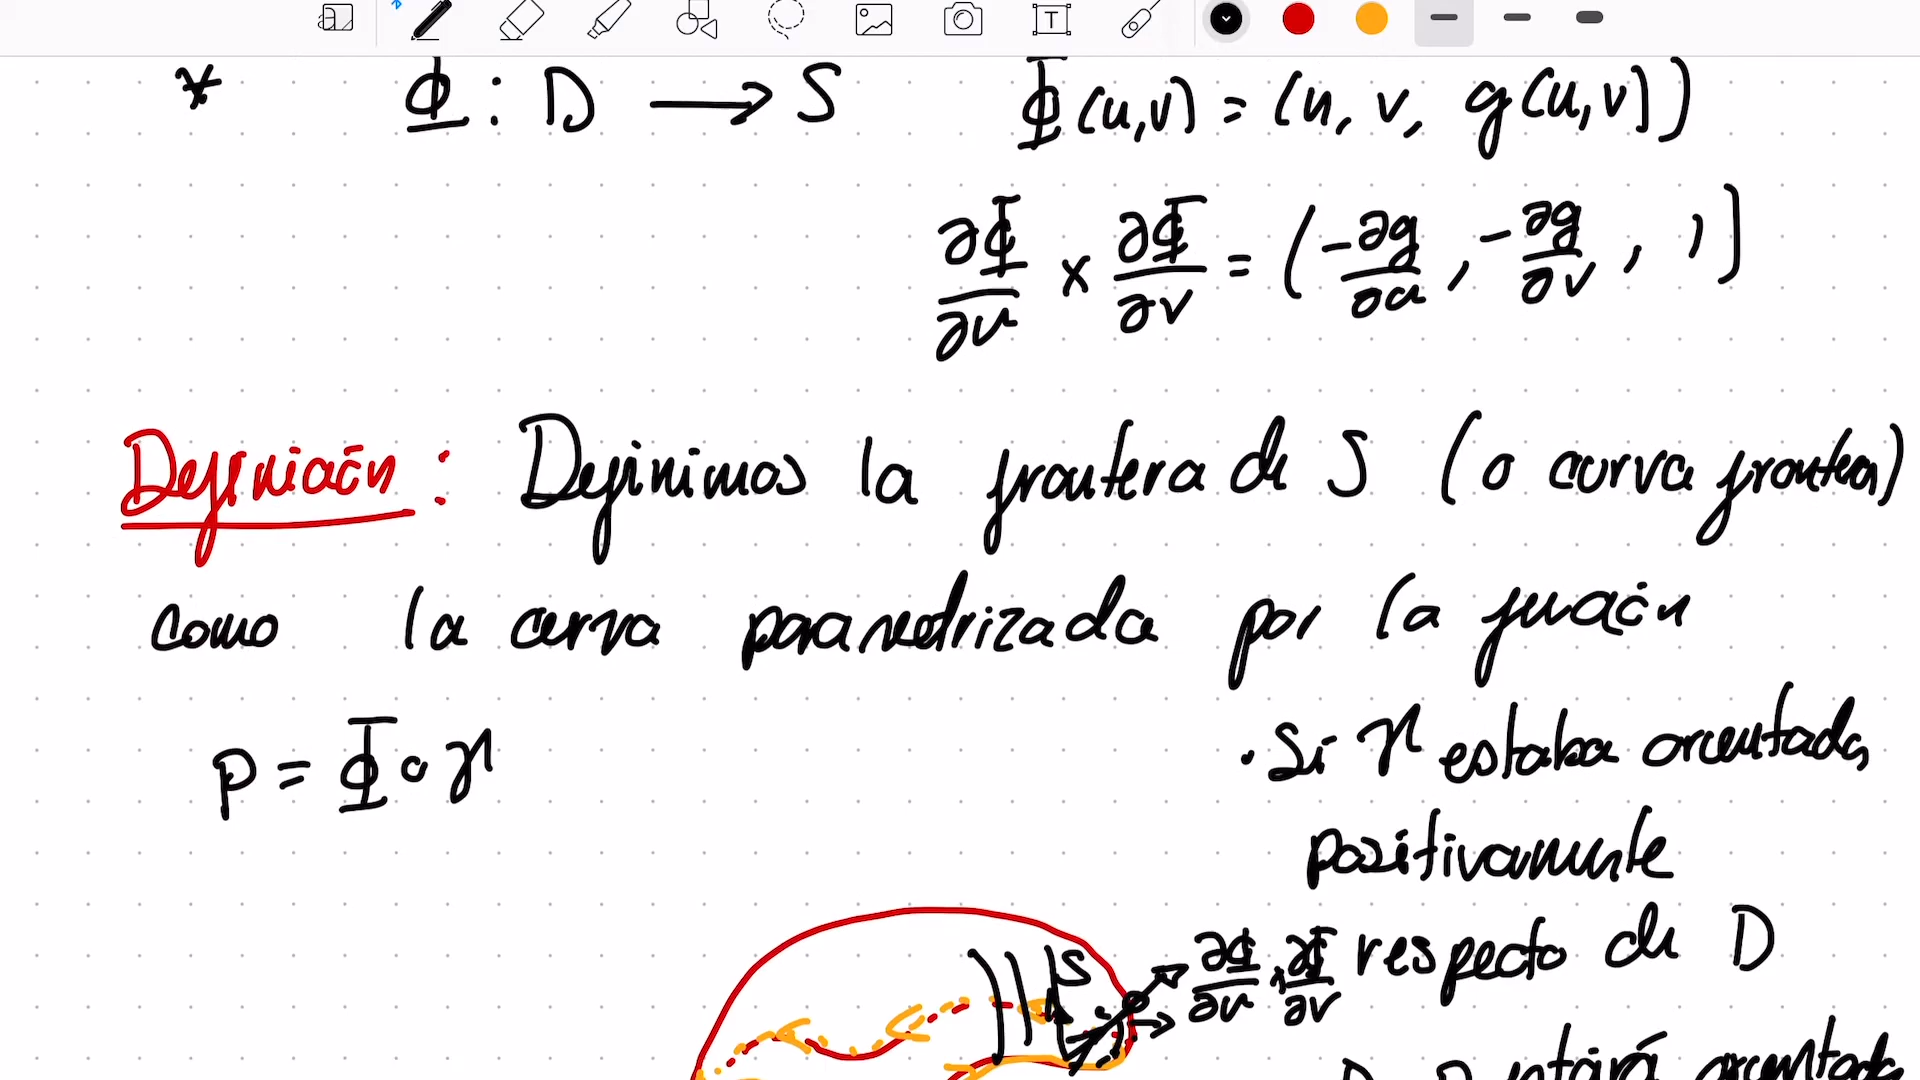 * Φ : D ⟶ S    Φ(u,v) = (u, v, g(u,v))
∂Φ/∂u × ∂Φ/∂v = (-∂g/∂u, -∂g/∂v, 1)
Definición: Definimos la frontera de S (o curva frontera)
como la curva parametrizada por la función
p = Φ∘γ
· Si γ estaba orientada
positivamente
S ∂Φ/∂u × ∂Φ/∂v respecto de D
orientada